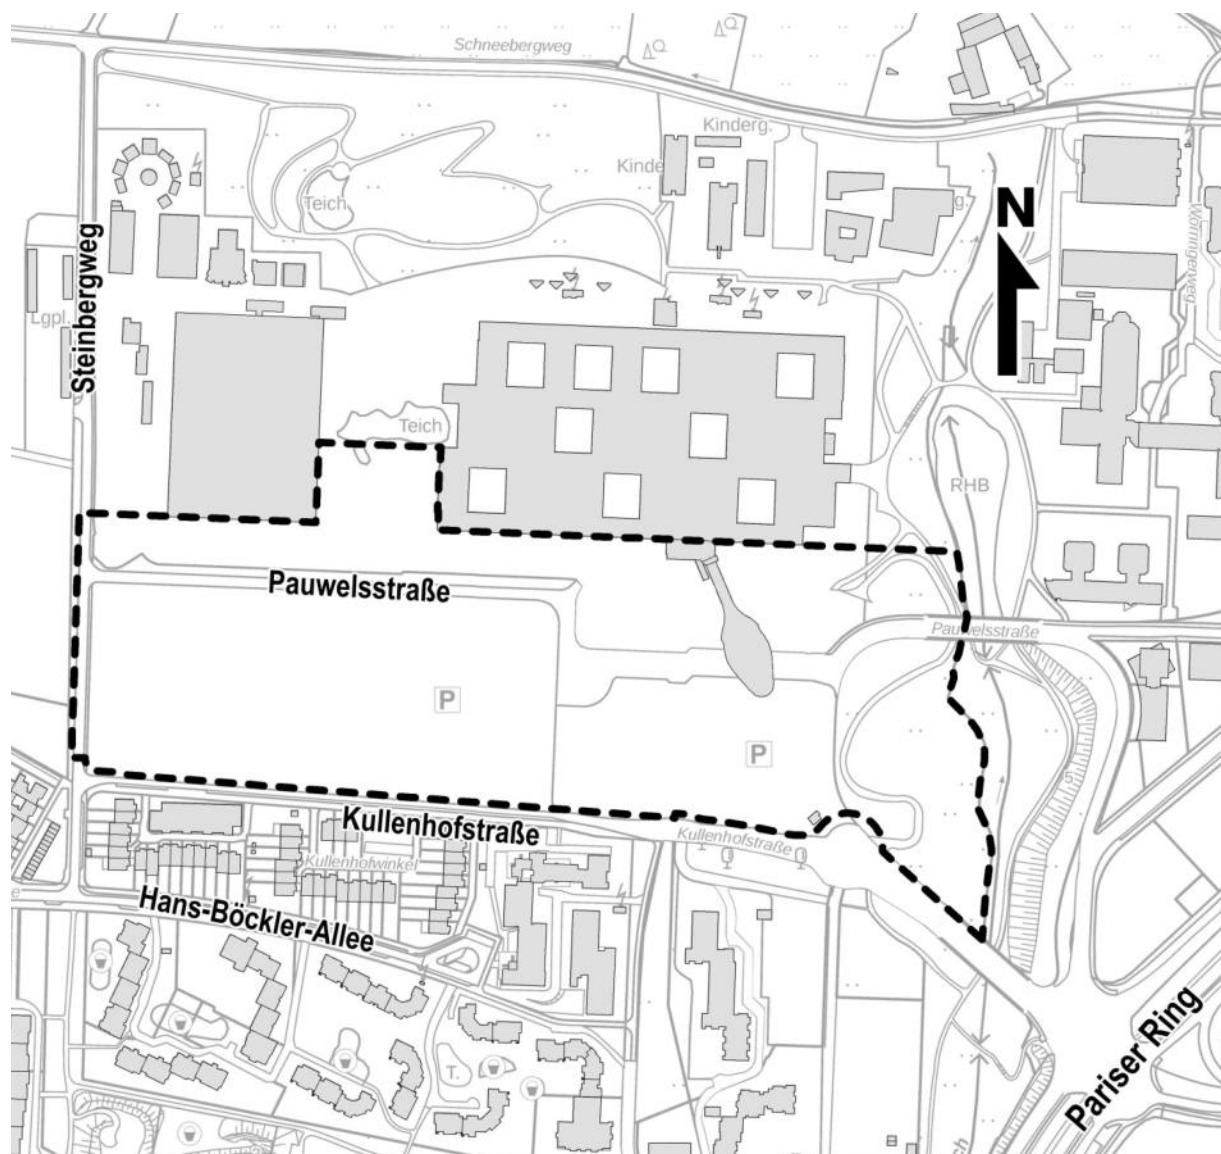 Schneebergweg
Kinderg.
Kinde
Teich
g.
N
Wörringerweg
Steinbergweg
Lgpl.
Teich
RHB
Pauwelsstraße
Pauwelsstraße
P
P
5
Kullenhofstraße
Kullenhofstraße
Kullenhofwinkel
Hans-Böckler-Allee
T.
Pariser Ring